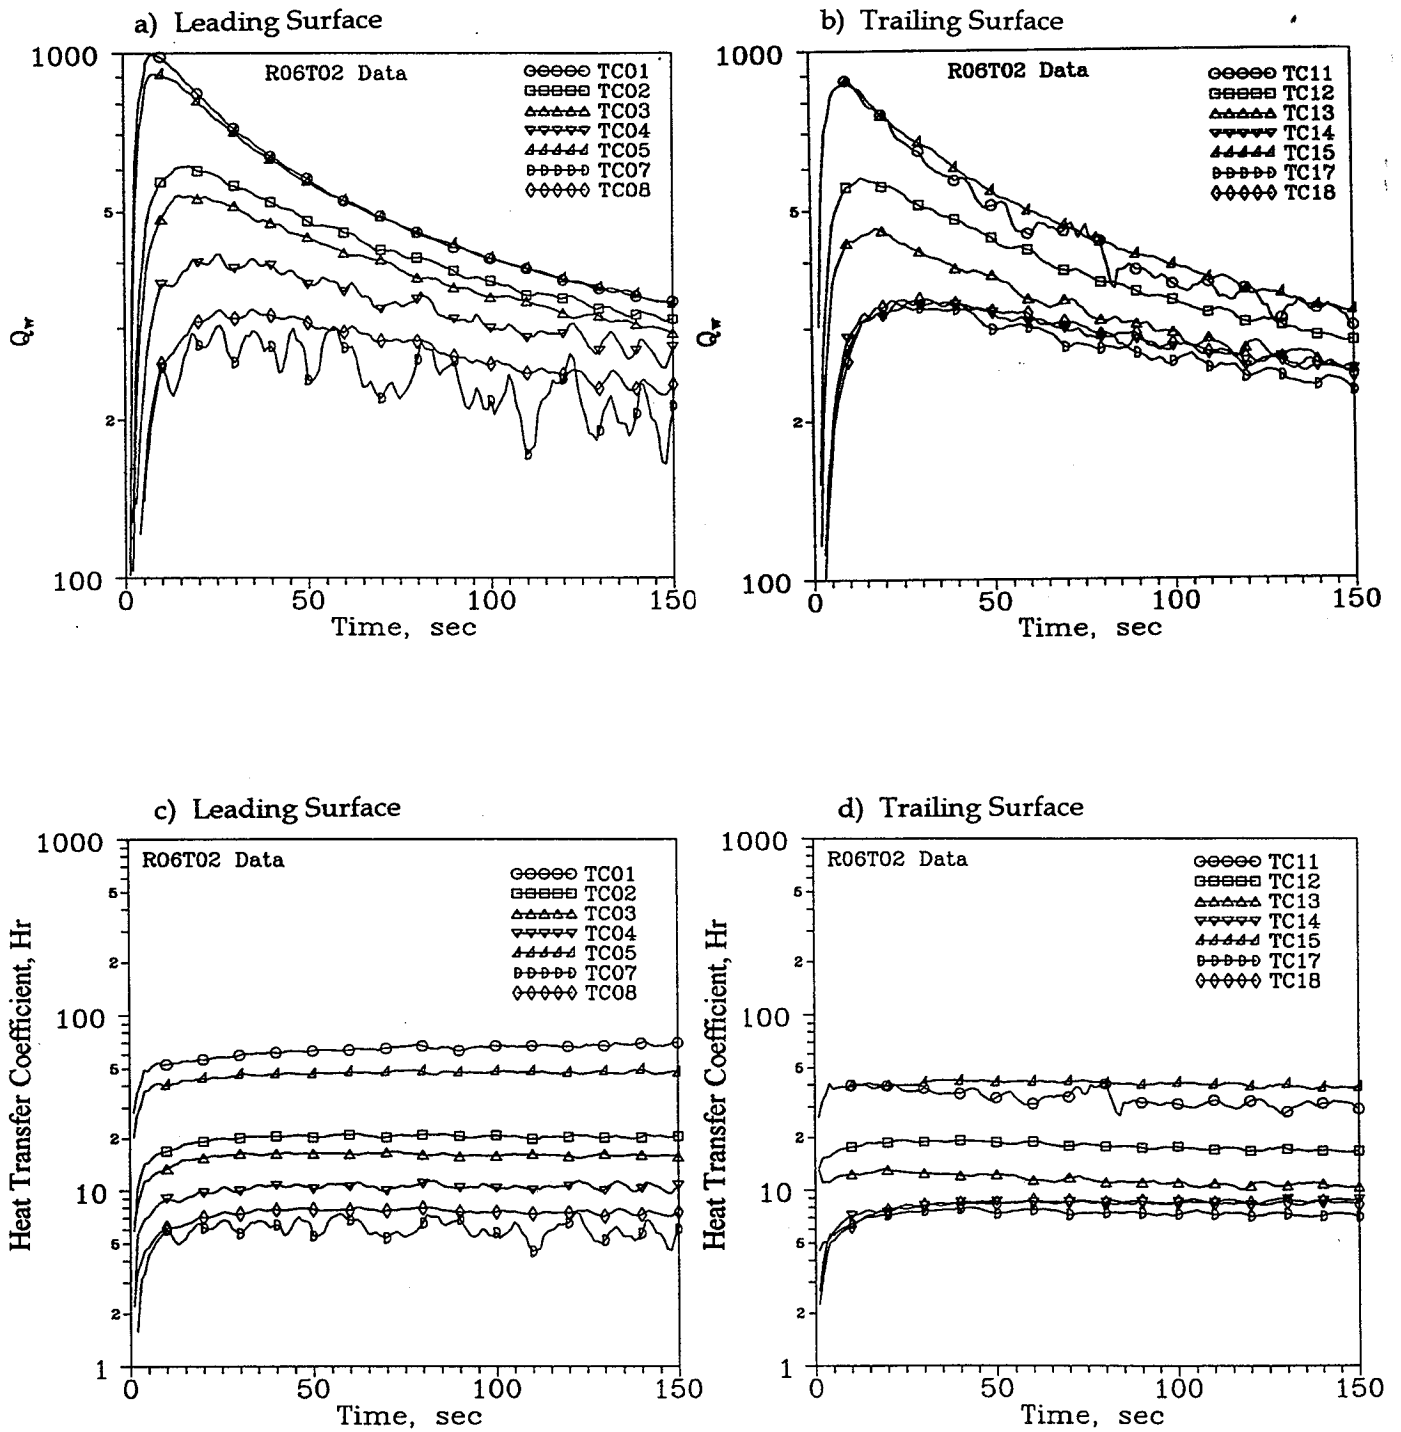 a) Leading Surface
1000
R06T02 Data
TC01
TC02
TC03
TC04
TC05
TC07
TC08
5
Qw
2
100
0
50
100
150
Time, sec
b) Trailing Surface
1000
R06T02 Data
TC11
TC12
TC13
TC14
TC15
TC17
TC18
5
Qw
2
100
0
50
100
150
Time, sec
c) Leading Surface
1000
R06T02 Data
TC01
TC02
TC03
TC04
TC05
TC07
TC08
5
2
100
Heat Transfer Coefficient, Hr
5
2
10
5
2
1
0
50
100
150
Time, sec
d) Trailing Surface
1000
R06T02 Data
TC11
TC12
TC13
TC14
TC15
TC17
TC18
5
2
100
Heat Transfer Coefficient, Hr
5
2
10
5
2
1
0
50
100
150
Time, sec